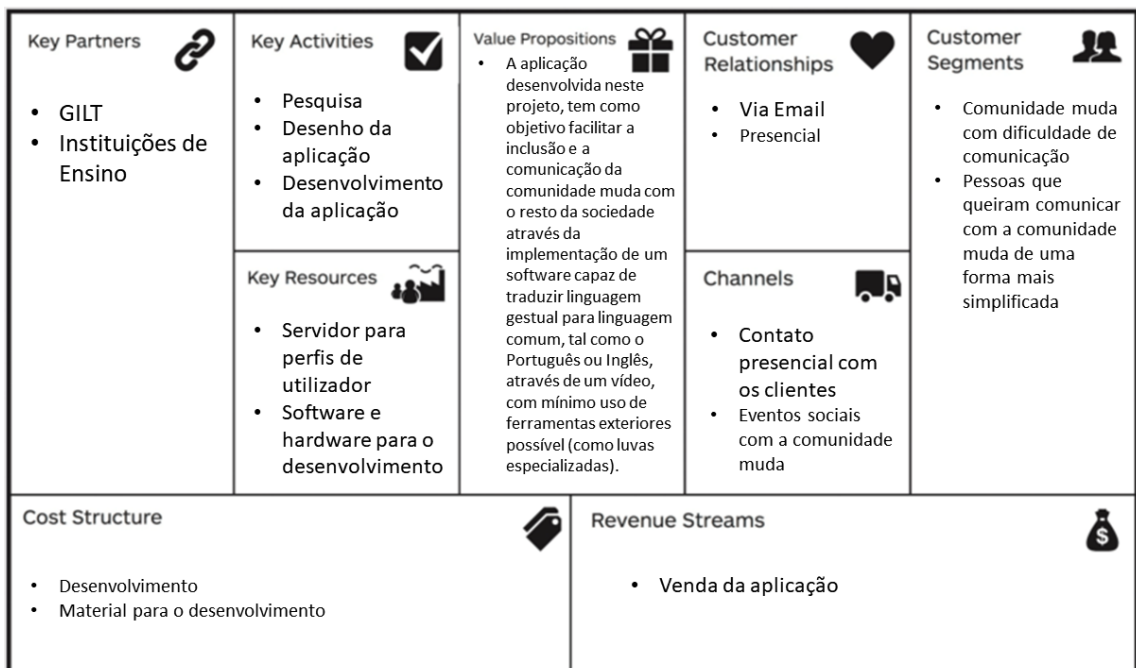 Key Partners
• GILT
• Instituições de
Ensino
Key Activities
• Pesquisa
• Desenho da
aplicação
• Desenvolvimento
da aplicação
Key Resources
• Servidor para
perfis de
utilizador
• Software e
hardware para o
desenvolvimento
Value Propositions
• A aplicação
desenvolvida neste
projeto, tem como
objetivo facilitar a
inclusão e a
comunicação da
comunidade muda com
o resto da sociedade
através da
implementação de um
software capaz de
traduzir linguagem
gestual para linguagem
comum, tal como o
Português ou Inglês,
através de um vídeo,
com mínimo uso de
ferramentas exteriores
possível (como luvas
especializadas).
Customer
Relationships
• Via Email
• Presencial
Channels
• Contato
presencial com
os clientes
• Eventos sociais
com a comunidade
muda
Customer
Segments
• Comunidade muda
com dificuldade de
comunicação
• Pessoas que
queiram comunicar
com a comunidade
muda de uma
forma mais
simplificada
Cost Structure
• Desenvolvimento
• Material para o desenvolvimento
Revenue Streams
$
• Venda da aplicação